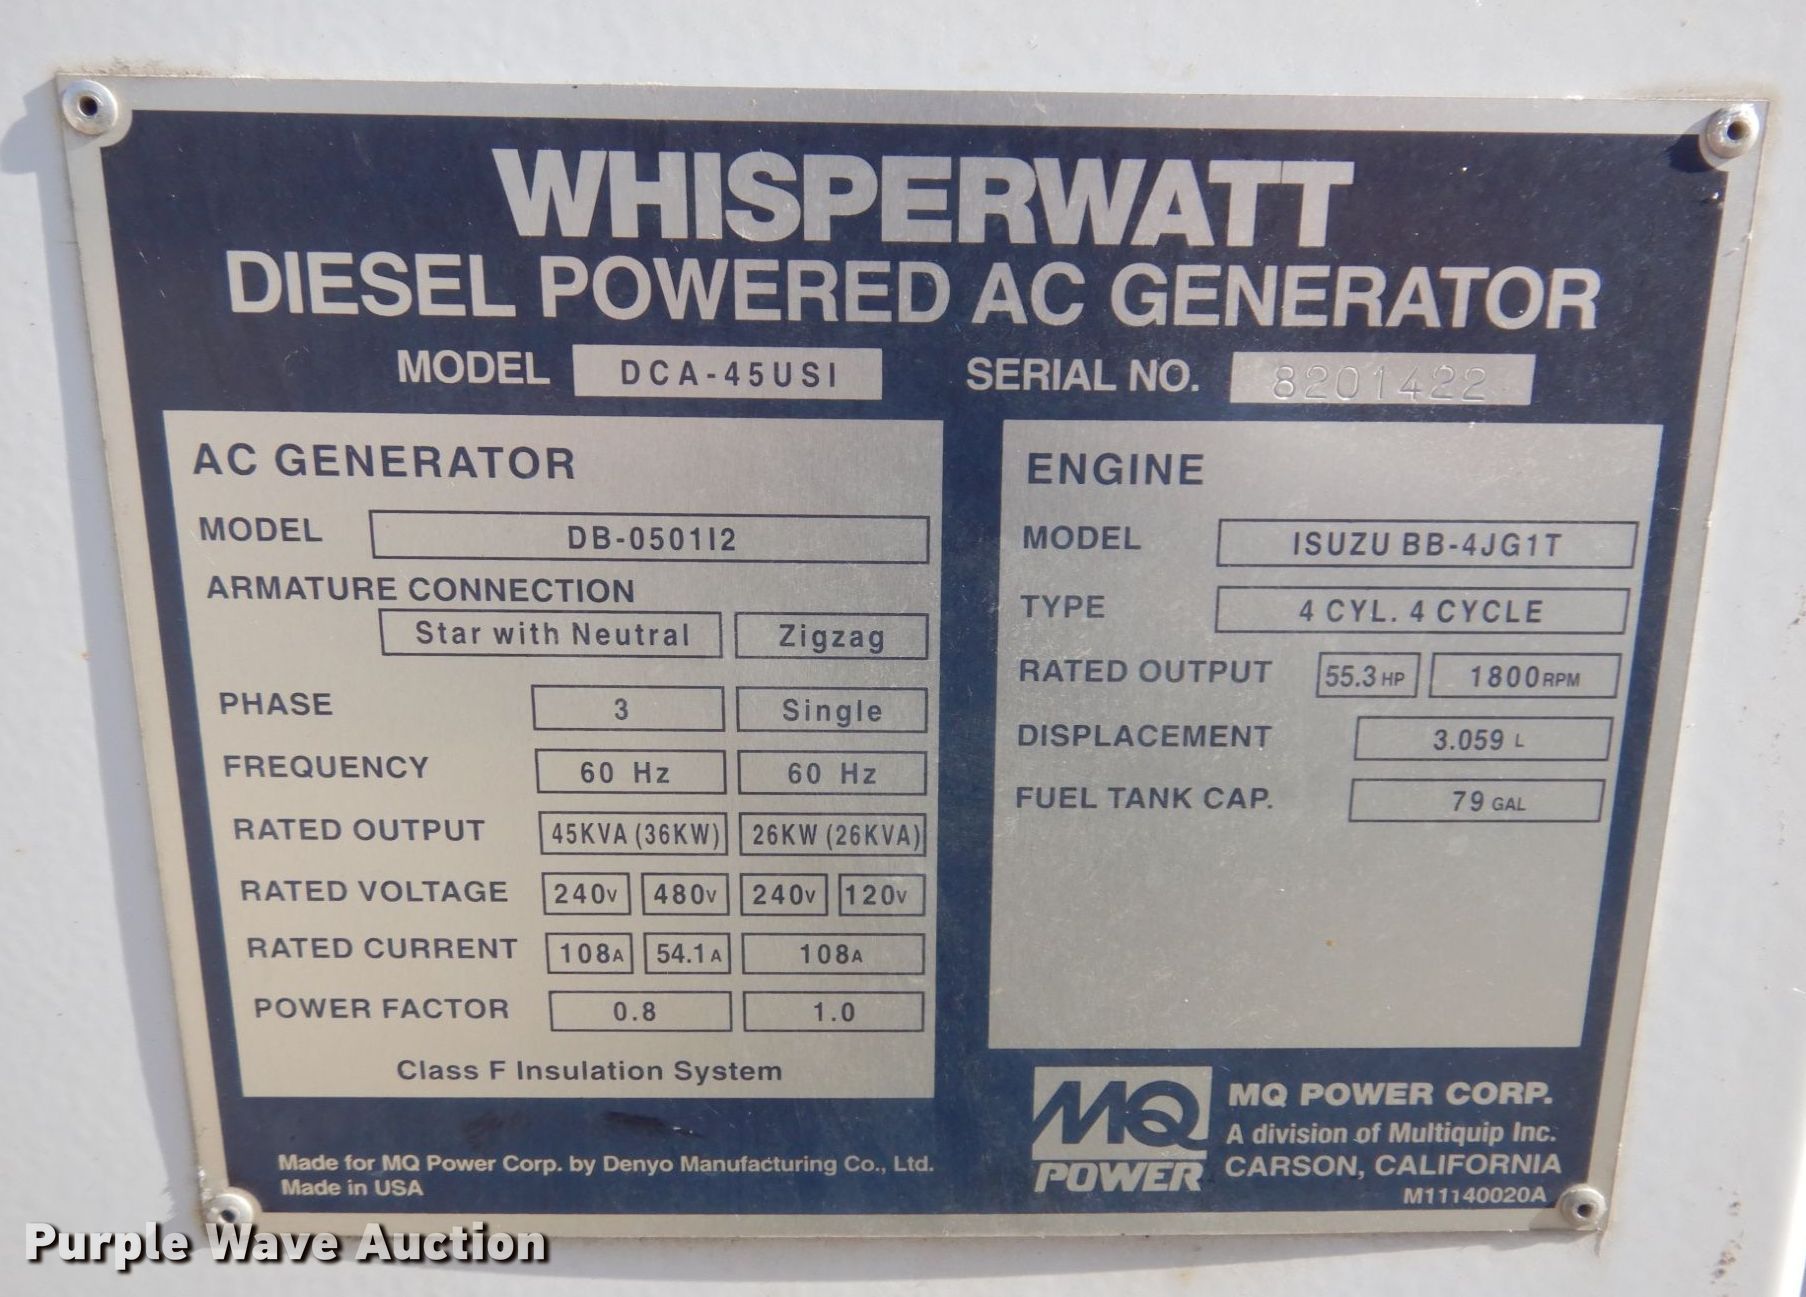 WHISPERWATT
DIESEL POWERED AC GENERATOR
MODEL DCA-45USI SERIAL NO. 8201422
AC GENERATOR
MODEL DB-0501I2
ARMATURE CONNECTION
Star with Neutral Zigzag
PHASE 3 Single
FREQUENCY 60 Hz 60 Hz
RATED OUTPUT 45KVA (36KW) 26KW (26KVA)
RATED VOLTAGE 240V 480V 240V 120V
RATED CURRENT 108A 54.1A 108A
POWER FACTOR 0.8 1.0
Class F Insulation System
ENGINE
MODEL ISUZU BB-4JG1T
TYPE 4 CYL. 4 CYCLE
RATED OUTPUT 55.3 HP 1800RPM
DISPLACEMENT 3.059 L
FUEL TANK CAP. 79 GAL
Made for MQ Power Corp. by Denyo Manufacturing Co., Ltd.
Made in USA
MQ
POWER
MQ POWER CORP.
A division of Multiquip Inc.
CARSON, CALIFORNIA
M11140020A
Purple Wave Auction